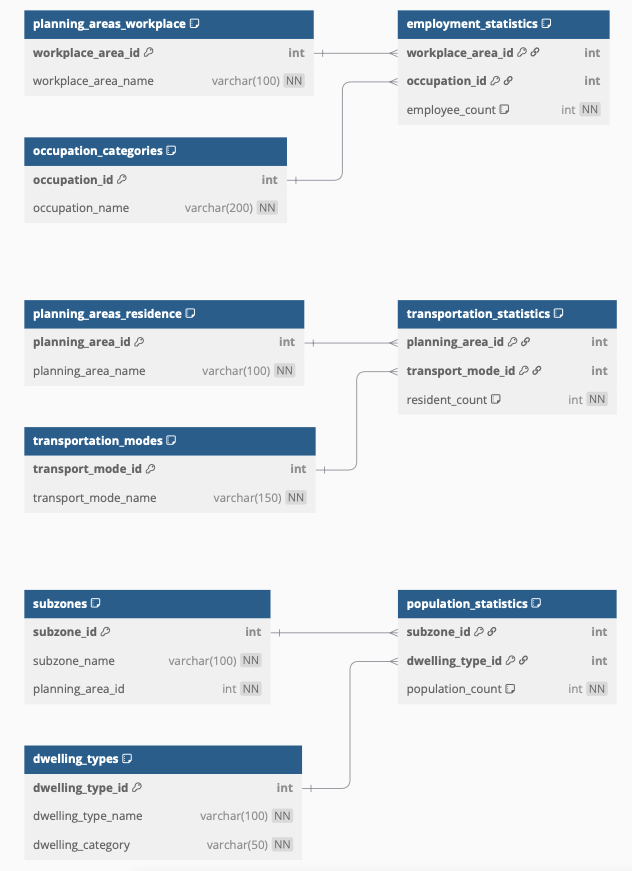 planning_areas_workplace
workplace_area_id int
workplace_area_name varchar(100) NN
employment_statistics
workplace_area_id int
occupation_id int
employee_count int NN
occupation_categories
occupation_id int
occupation_name varchar(200) NN
planning_areas_residence
planning_area_id int
planning_area_name varchar(100) NN
transportation_statistics
planning_area_id int
transport_mode_id int
resident_count int NN
transportation_modes
transport_mode_id int
transport_mode_name varchar(150) NN
subzones
subzone_id int
subzone_name varchar(100) NN
planning_area_id int NN
population_statistics
subzone_id int
dwelling_type_id int
population_count int NN
dwelling_types
dwelling_type_id int
dwelling_type_name varchar(100) NN
dwelling_category varchar(50) NN